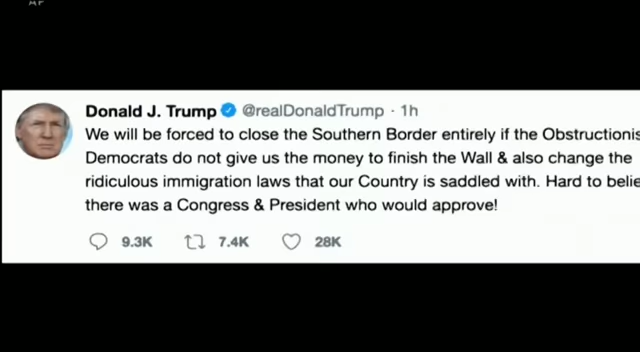 AP
Donald J. Trump @realDonaldTrump · 1h
We will be forced to close the Southern Border entirely if the Obstructionis
Democrats do not give us the money to finish the Wall & also change the
ridiculous immigration laws that our Country is saddled with. Hard to belie
there was a Congress & President who would approve!
9.3K 7.4K 28K